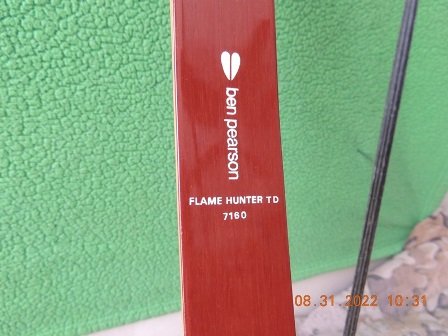 ben pearson
FLAME HUNTER TD
7160
08.31.2022 10:31